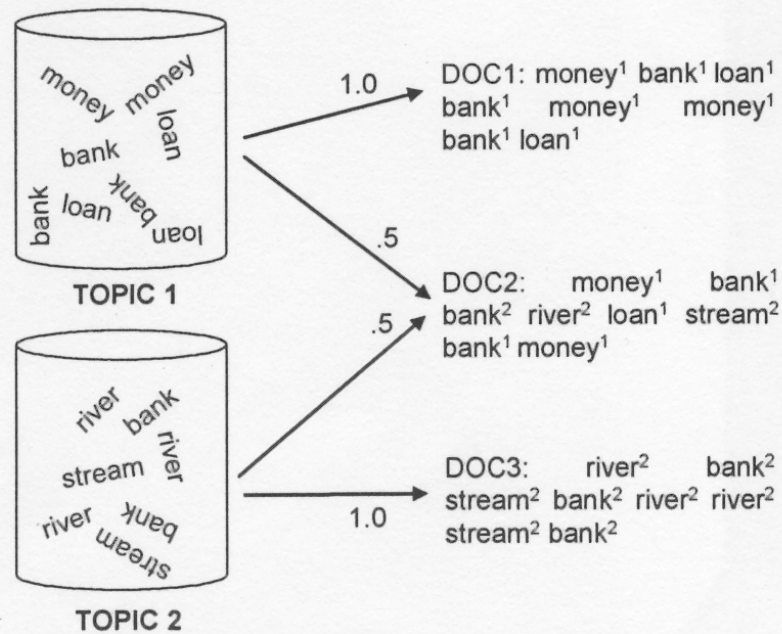 money money
loan
bank
bank
loan
bank
loan
TOPIC 1
1.0
.5
DOC1: money¹ bank¹ loan¹
bank¹ money¹ money¹
bank¹ loan¹
DOC2: money¹ bank¹
bank² river² loan¹ stream²
bank¹ money¹
river
bank
river
stream
river
bank
stream
TOPIC 2
.5
1.0
DOC3: river² bank²
stream² bank² river² river²
stream² bank²